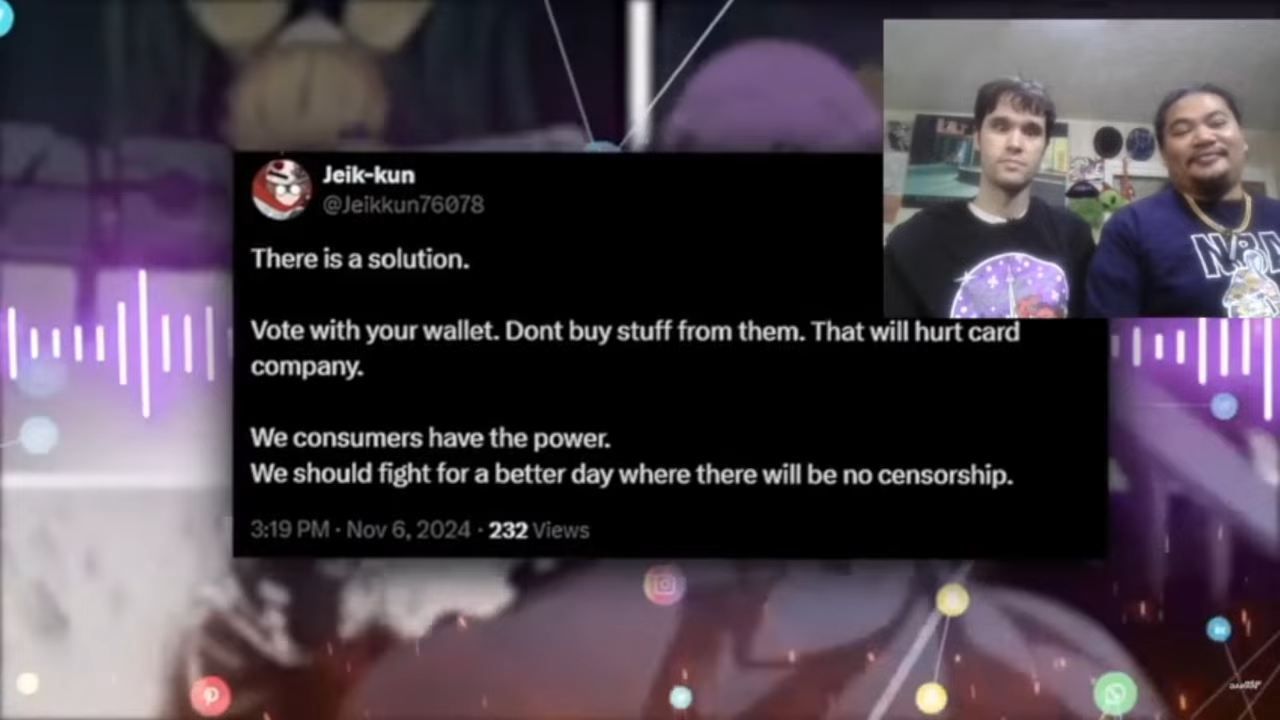 Jeik-kun
@Jeikkun76078
There is a solution.
Vote with your wallet. Dont buy stuff from them. That will hurt card
company.
We consumers have the power.
We should fight for a better day where there will be no censorship.
3:19 PM · Nov 6, 2024 · 232 Views